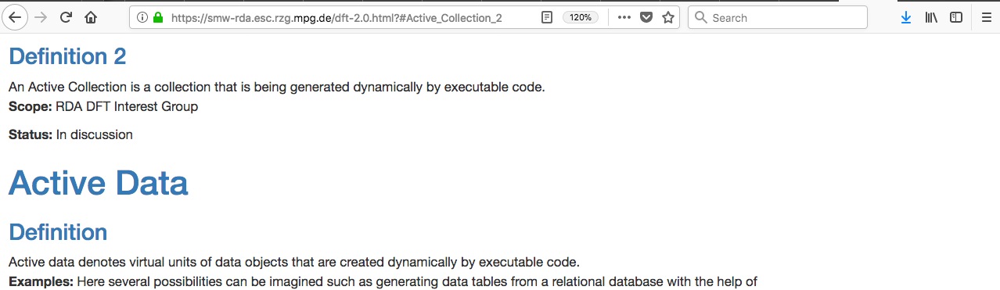 https://smw-rda.esc.rzg.mpg.de/dft-2.0.html?#Active_Collection_2
120%
Search
Definition 2
An Active Collection is a collection that is being generated dynamically by executable code.
Scope: RDA DFT Interest Group
Status: In discussion
Active Data
Definition
Active data denotes virtual units of data objects that are created dynamically by executable code.
Examples: Here several possibilities can be imagined such as generating data tables from a relational database with the help of